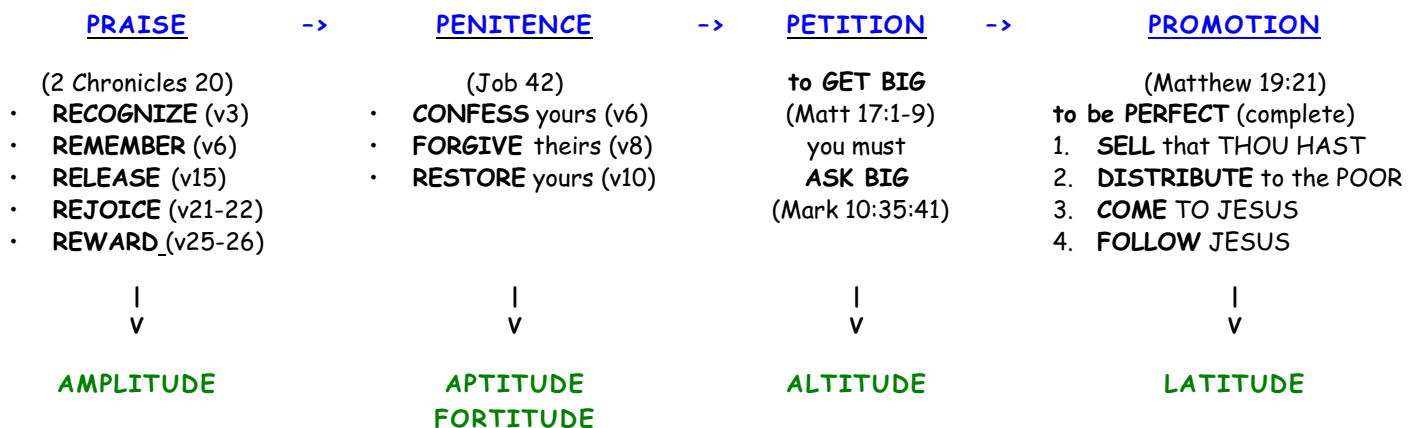 PRAISE -> PENITENCE -> PETITION -> PROMOTION
(2 Chronicles 20)
· RECOGNIZE (v3)
· REMEMBER (v6)
· RELEASE (v15)
· REJOICE (v21-22)
· REWARD (v25-26)
|
V
AMPLITUDE
(Job 42)
· CONFESS yours (v6)
· FORGIVE theirs (v8)
· RESTORE yours (v10)
|
V
APTITUDE
FORTITUDE
to GET BIG
(Matt 17:1-9)
you must
ASK BIG
(Mark 10:35:41)
|
V
ALTITUDE
(Matthew 19:21)
to be PERFECT (complete)
1. SELL that THOU HAST
2. DISTRIBUTE to the POOR
3. COME TO JESUS
4. FOLLOW JESUS
|
V
LATITUDE